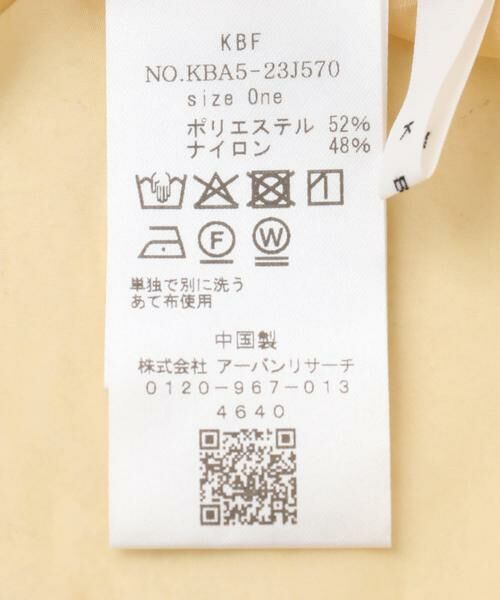 KBF
NO.KBA5-23J570
size One
ポリエステル 52%
ナイロン 48%
F W
単独で別に洗う
あて布使用
中国製
株式会社 アーバンリサーチ
0120-967-013
4640